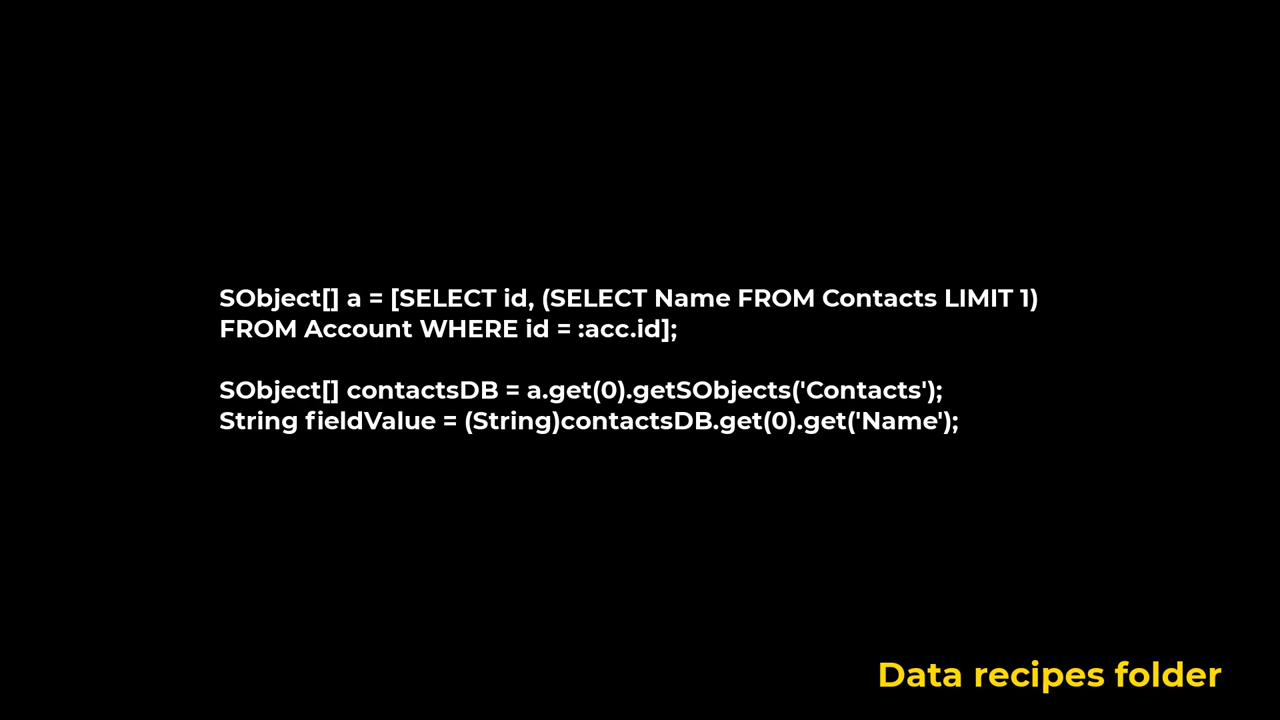 SObject[] a = [SELECT id, (SELECT Name FROM Contacts LIMIT 1)
FROM Account WHERE id = :acc.id];
SObject[] contactsDB = a.get(0).getSObjects('Contacts');
String fieldValue = (String)contactsDB.get(0).get('Name');
Data recipes folder